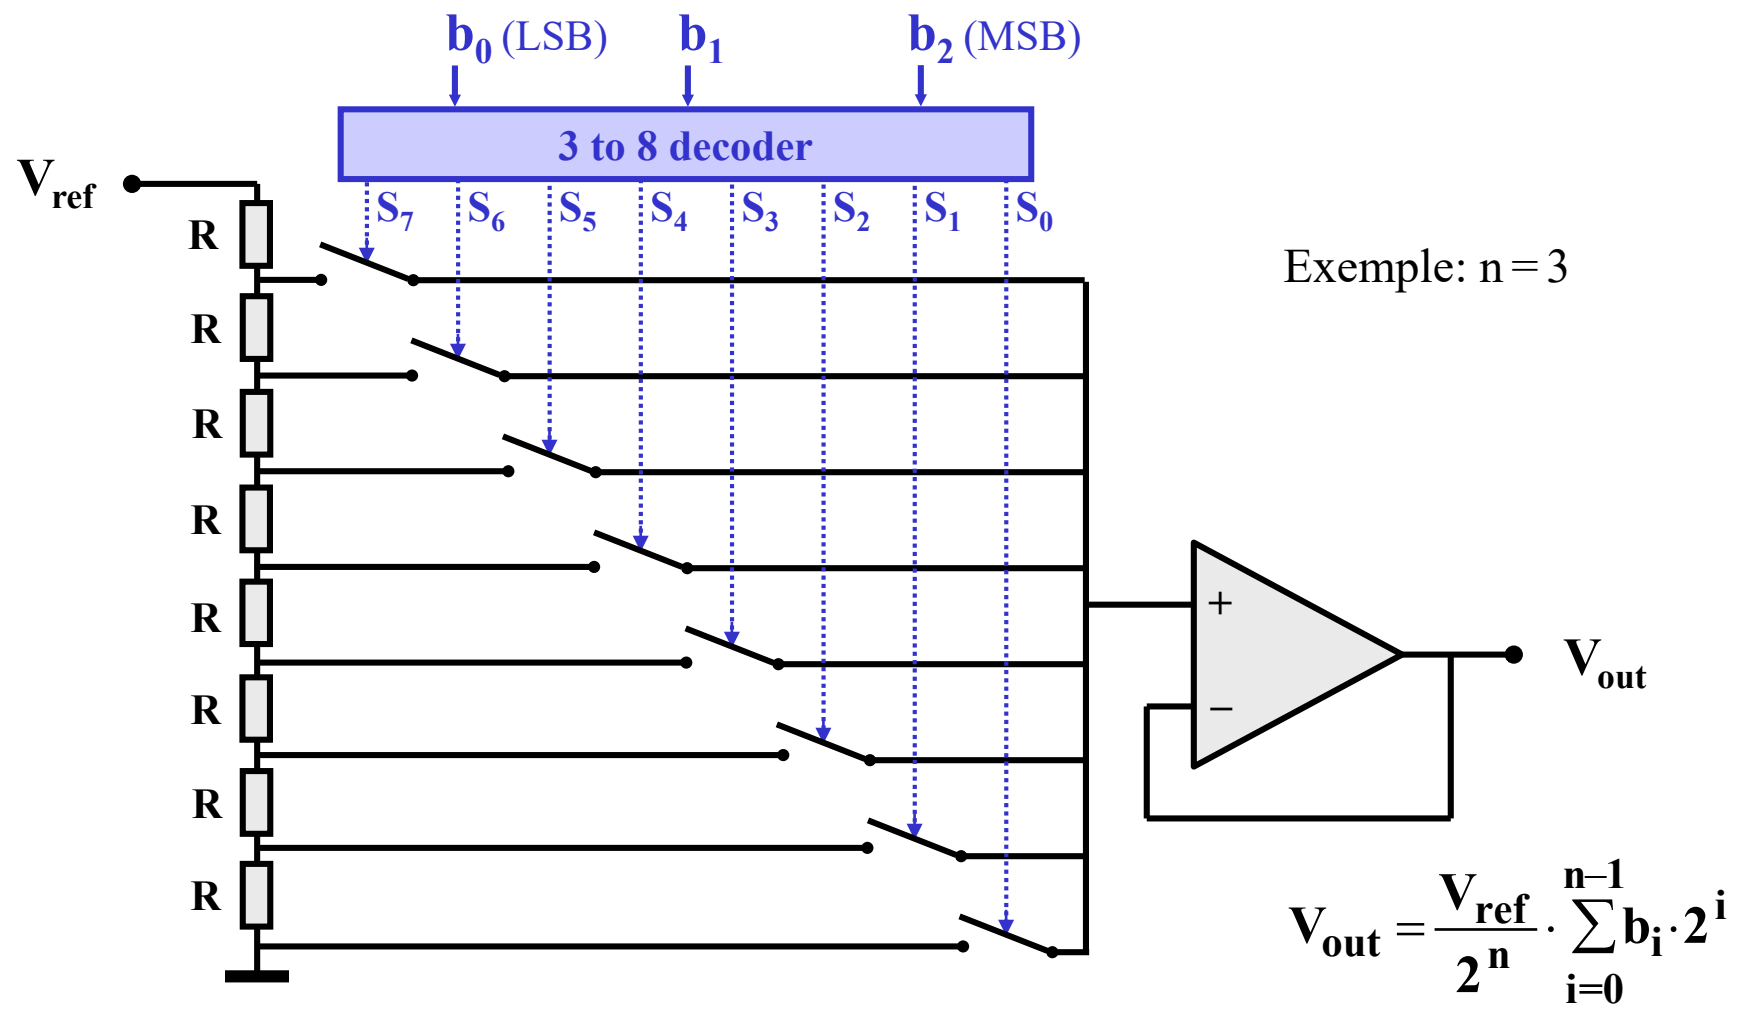 b0 (LSB) b1 b2 (MSB)
3 to 8 decoder
Vref
S7 S6 S5 S4 S3 S2 S1 S0
R
Exemple: n = 3
R
R
R
R
R
R
R
+
−
Vout
Vout = Vref / 2^n · ∑_{i=0}^{n−1} bi · 2^i